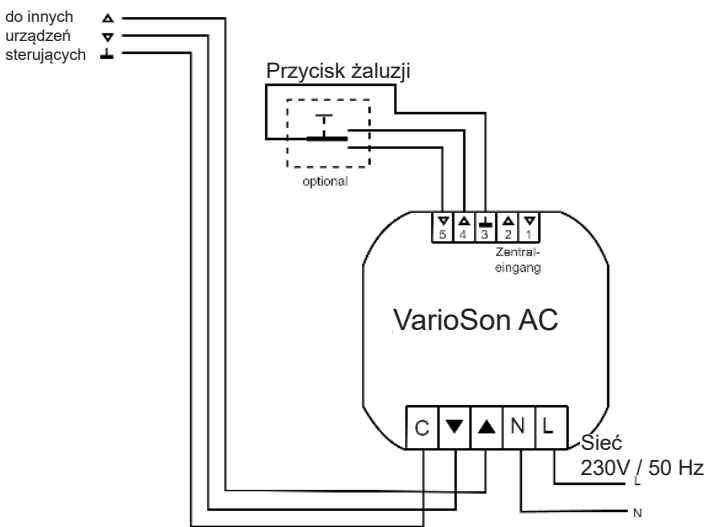 do innych
urządzeń
sterujących
Przycisk żaluzji
optional
5 4 3 2 1
Zentral-
eingang
VarioSon AC
C N L
Sieć
230V / 50 Hz
L
N